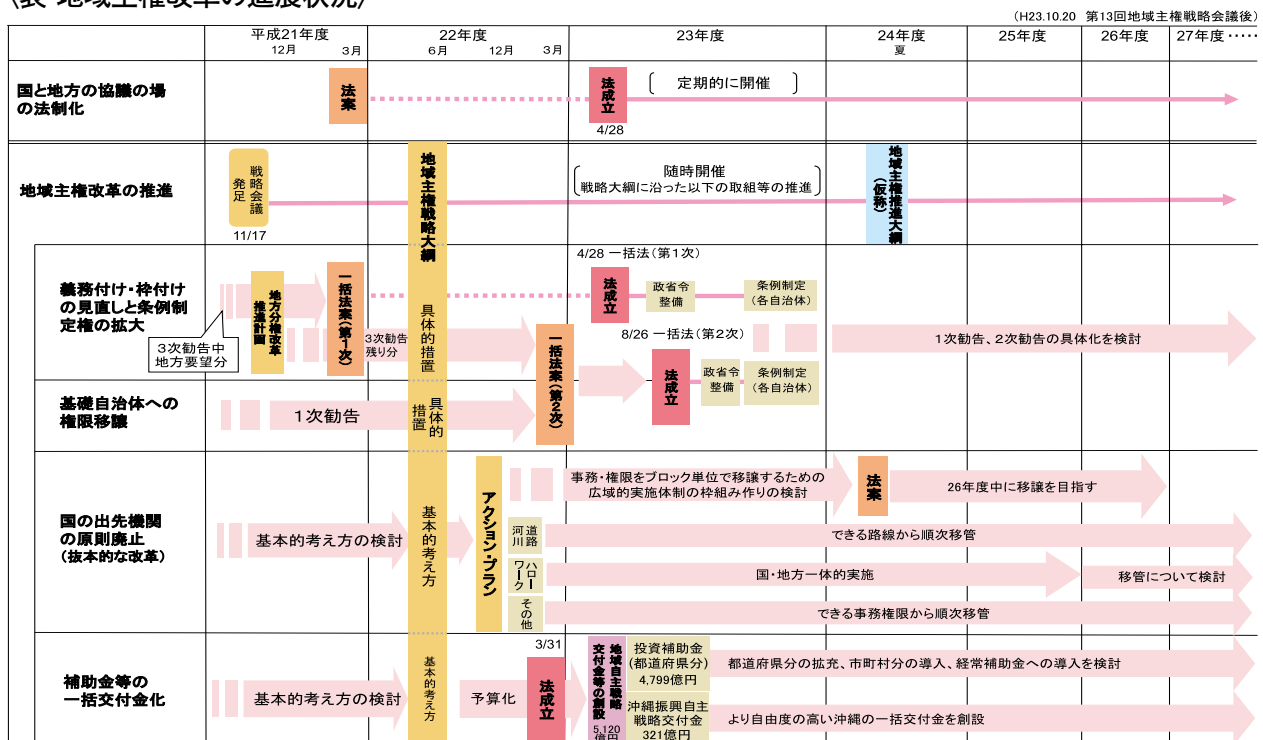 (H23.10.20 第13回地域主権戦略会議後)
平成21年度
12月
3月
22年度
6月
12月
3月
23年度
24年度
夏
25年度
26年度
27年度‥‥‥
国と地方の協議の場
の法制化
法案
法成立
4/28
定期的に開催
地域主権改革の推進
戦略会議
発足
11/17
地域主権戦略大綱
随時開催
戦略大綱に沿った以下の取組等の推進
地域主権推進大綱
(仮称)
義務付け・枠付け
の見直しと条例制
定権の拡大
3次勧告中
地方要望分
地方分権改革
推進計画
一括法案(第1次)
3次勧告
残り分
具体的措置
4/28 一括法(第1次)
法成立
政省令
整備
条例制定
(各自治体)
一括法案(第2次)
8/26 一括法(第2次)
法成立
政省令
整備
条例制定
(各自治体)
1次勧告、2次勧告の具体化を検討
基礎自治体への
権限移譲
1次勧告
具体的
措置
国の出先機関
の原則廃止
(抜本的な改革)
基本的考え方の検討
基本的考え方
アクション・プラン
事務・権限をブロック単位で移譲するための
広域的実施体制の枠組み作りの検討
法案
26年度中に移譲を目指す
道路
河川
できる路線から順次移管
ハロー
ワーク
国・地方一体的実施
移管について検討
その他
できる事務権限から順次移管
補助金等の
一括交付金化
基本的考え方の検討
基本的考え方
予算化
3/31
法成立
地域自主戦略
交付金等の創設
5,120
億円
投資補助金
(都道府県分)
4,799億円
都道府県分の拡充、市町村分の導入、経常補助金への導入を検討
沖縄振興自主
戦略交付金
321億円
より自由度の高い沖縄の一括交付金を創設